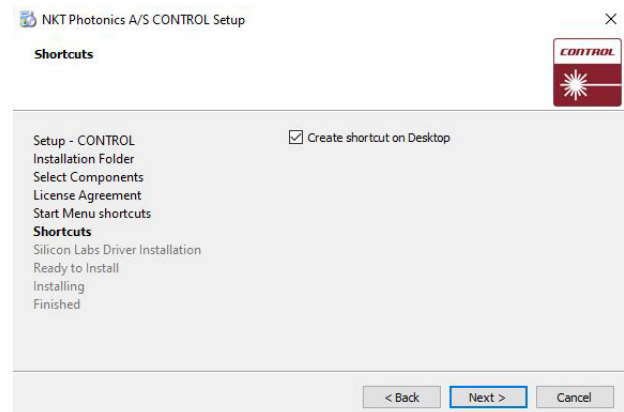 NKT Photonics A/S CONTROL Setup
Shortcuts
CONTROL
Setup - CONTROL
Installation Folder
Select Components
License Agreement
Start Menu shortcuts
Shortcuts
Silicon Labs Driver Installation
Ready to Install
Installing
Finished
Create shortcut on Desktop
< Back
Next >
Cancel